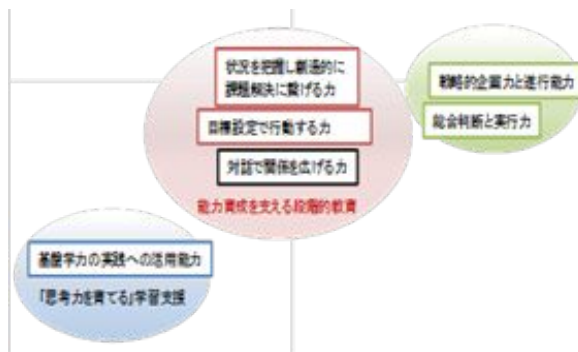 状況を把握し創造的に
課題解決に繋げる力
目標設定で行動する力
対話で関係を広げる力
能力育成を支える段階的教育
戦略的企画力と進行能力
総合判断と実行力
基盤学力の実践への活用能力
「思考力を育てる」学習支援